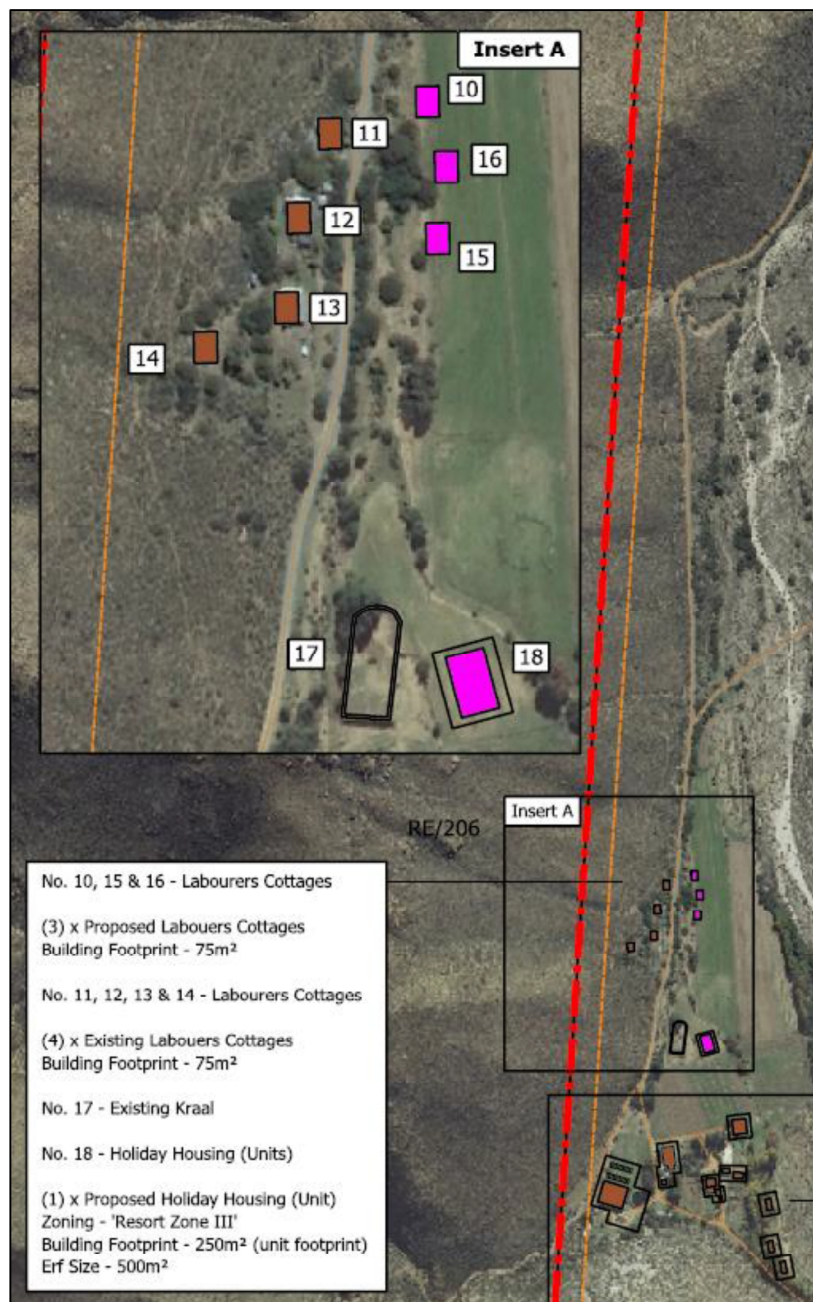 Insert A
10
11
16
12
15
13
14
17
18
RE/206
Insert A
No. 10, 15 & 16 - Labourers Cottages
(3) x Proposed Labouers Cottages
Building Footprint - 75m²
No. 11, 12, 13 & 14 - Labourers Cottages
(4) x Existing Labouers Cottages
Building Footprint - 75m²
No. 17 - Existing Kraal
No. 18 - Holiday Housing (Units)
(1) x Proposed Holiday Housing (Unit)
Zoning - 'Resort Zone III'
Building Footprint - 250m² (unit footprint)
Erf Size - 500m²